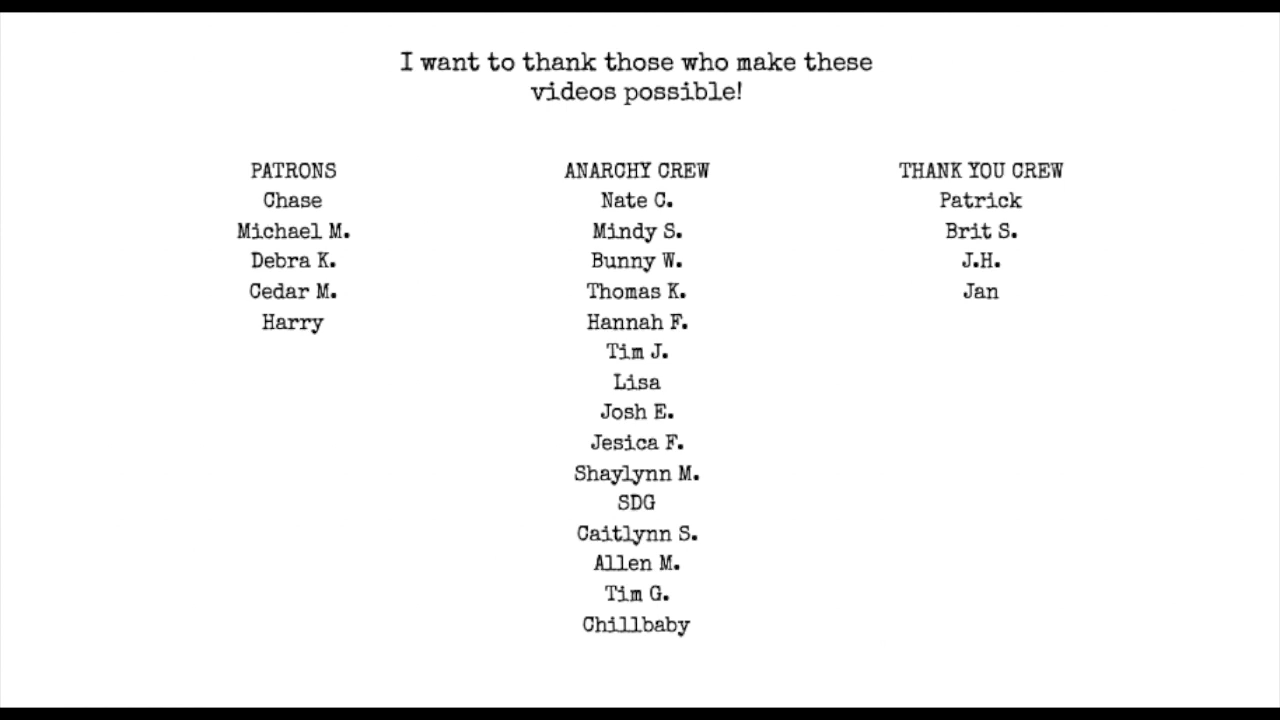 I want to thank those who make these
videos possible!
PATRONS
Chase
Michael M.
Debra K.
Cedar M.
Harry
ANARCHY CREW
Nate C.
Mindy S.
Bunny W.
Thomas K.
Hannah F.
Tim J.
Lisa
Josh E.
Jesica F.
Shaylynn M.
SDG
Caitlynn S.
Allen M.
Tim G.
Chillbaby
THANK YOU CREW
Patrick
Brit S.
J.H.
Jan